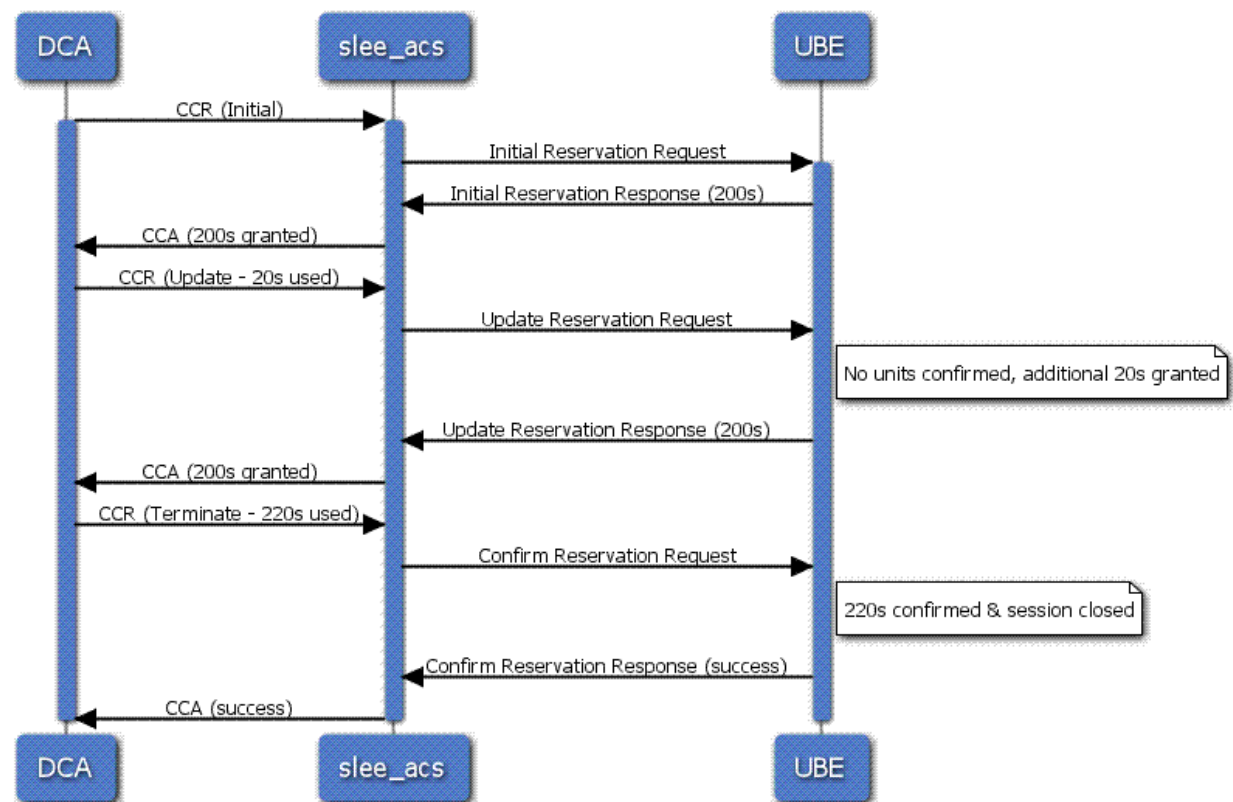 DCA
slee_acs
UBE
CCR (Initial)
Initial Reservation Request
Initial Reservation Response (200s)
CCA (200s granted)
CCR (Update - 20s used)
Update Reservation Request
No units confirmed, additional 20s granted
Update Reservation Response (200s)
CCA (200s granted)
CCR (Terminate - 220s used)
Confirm Reservation Request
220s confirmed & session closed
Confirm Reservation Response (success)
CCA (success)
DCA
slee_acs
UBE